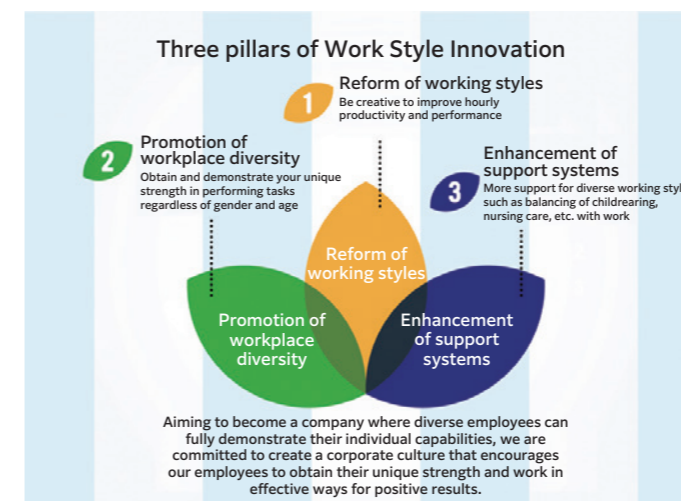 Three pillars of Work Style Innovation
1
Reform of working styles
Be creative to improve hourly
productivity and performance
2
Promotion of
workplace diversity
Obtain and demonstrate your unique
strength in performing tasks
regardless of gender and age
3
Enhancement of
support systems
More support for diverse working styl
such as balancing of childrearing,
nursing care, etc. with work
Reform of
working styles
Promotion of
workplace
diversity
Enhancement
of support
systems
Aiming to become a company where diverse employees can
fully demonstrate their individual capabilities, we are
committed to create a corporate culture that encourages
our employees to obtain their unique strength and work in
effective ways for positive results.